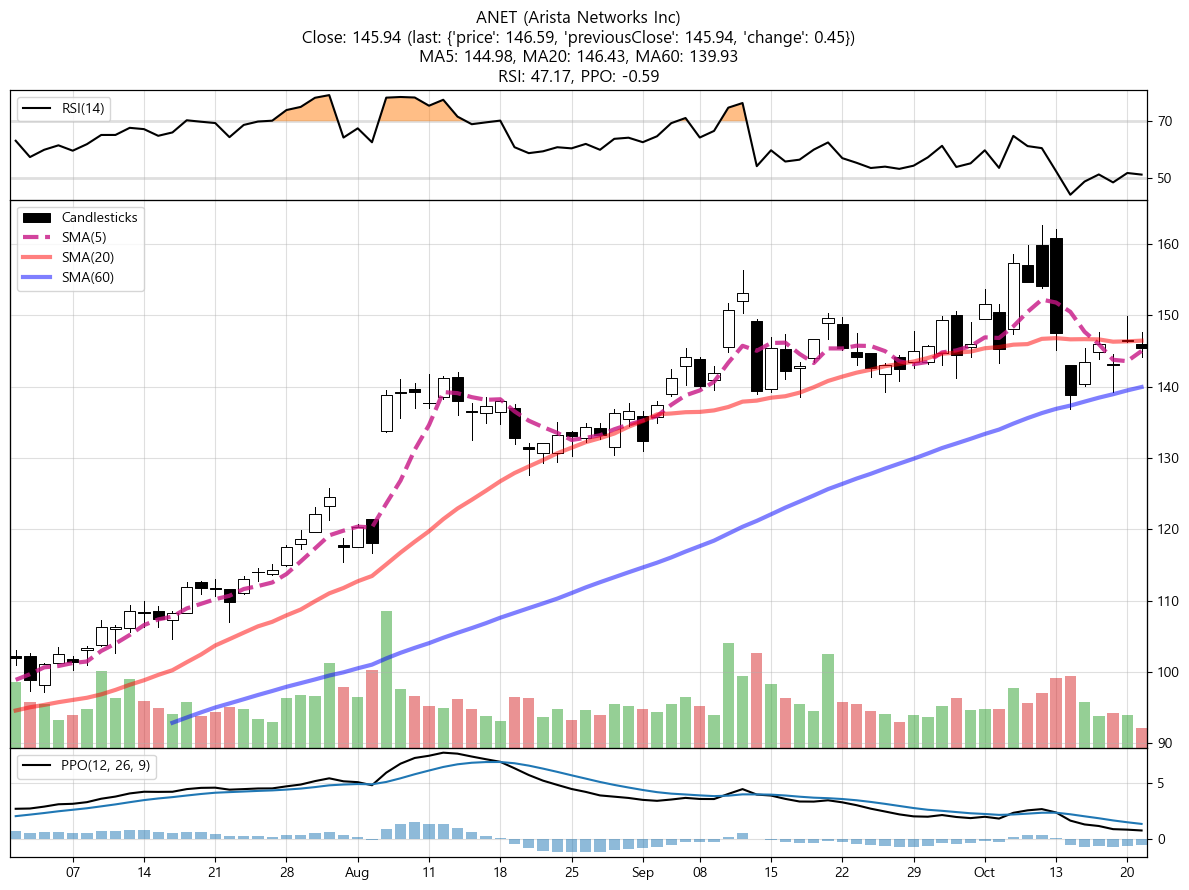 ANET (Arista Networks Inc)
Close: 145.94 (last: {'price': 146.59, 'previousClose': 145.94, 'change': 0.45})
MA5: 144.98, MA20: 146.43, MA60: 139.93
RSI: 47.17, PPO: -0.59
RSI(14)
70
50
Candlesticks
SMA(5)
SMA(20)
SMA(60)
160
150
140
130
120
110
100
90
PPO(12, 26, 9)
5
0
07 14 21 28 Aug 11 18 25 Sep 08 15 22 29 Oct 13 20